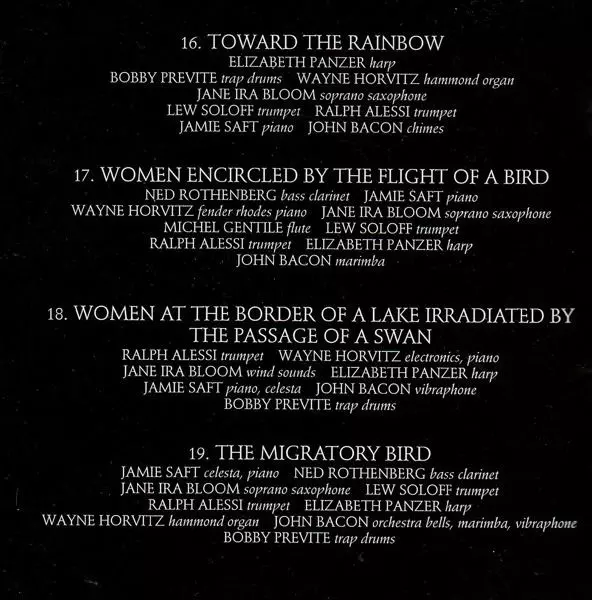 16. TOWARD THE RAINBOW
ELIZABETH PANZER harp
BOBBY PREVITE trap drums WAYNE HORVITZ hammond organ
JANE IRA BLOOM soprano saxophone
LEW SOLOFF trumpet RALPH ALESSI trumpet
JAMIE SAFT piano JOHN BACON chimes
17. WOMEN ENCIRCLED BY THE FLIGHT OF A BIRD
NED ROTHENBERG bass clarinet JAMIE SAFT piano
WAYNE HORVITZ fender rhodes piano JANE IRA BLOOM soprano saxophone
MICHEL GENTILE flute LEW SOLOFF trumpet
RALPH ALESSI trumpet ELIZABETH PANZER harp
JOHN BACON marimba
18. WOMEN AT THE BORDER OF A LAKE IRRADIATED BY
THE PASSAGE OF A SWAN
RALPH ALESSI trumpet WAYNE HORVITZ electronics, piano
JANE IRA BLOOM wind sounds ELIZABETH PANZER harp
JAMIE SAFT piano, celesta JOHN BACON vibraphone
BOBBY PREVITE trap drums
19. THE MIGRATORY BIRD
JAMIE SAFT celesta, piano NED ROTHENBERG bass clarinet
JANE IRA BLOOM soprano saxophone LEW SOLOFF trumpet
RALPH ALESSI trumpet ELIZABETH PANZER harp
WAYNE HORVITZ hammond organ JOHN BACON orchestra bells, marimba, vibraphone
BOBBY PREVITE trap drums